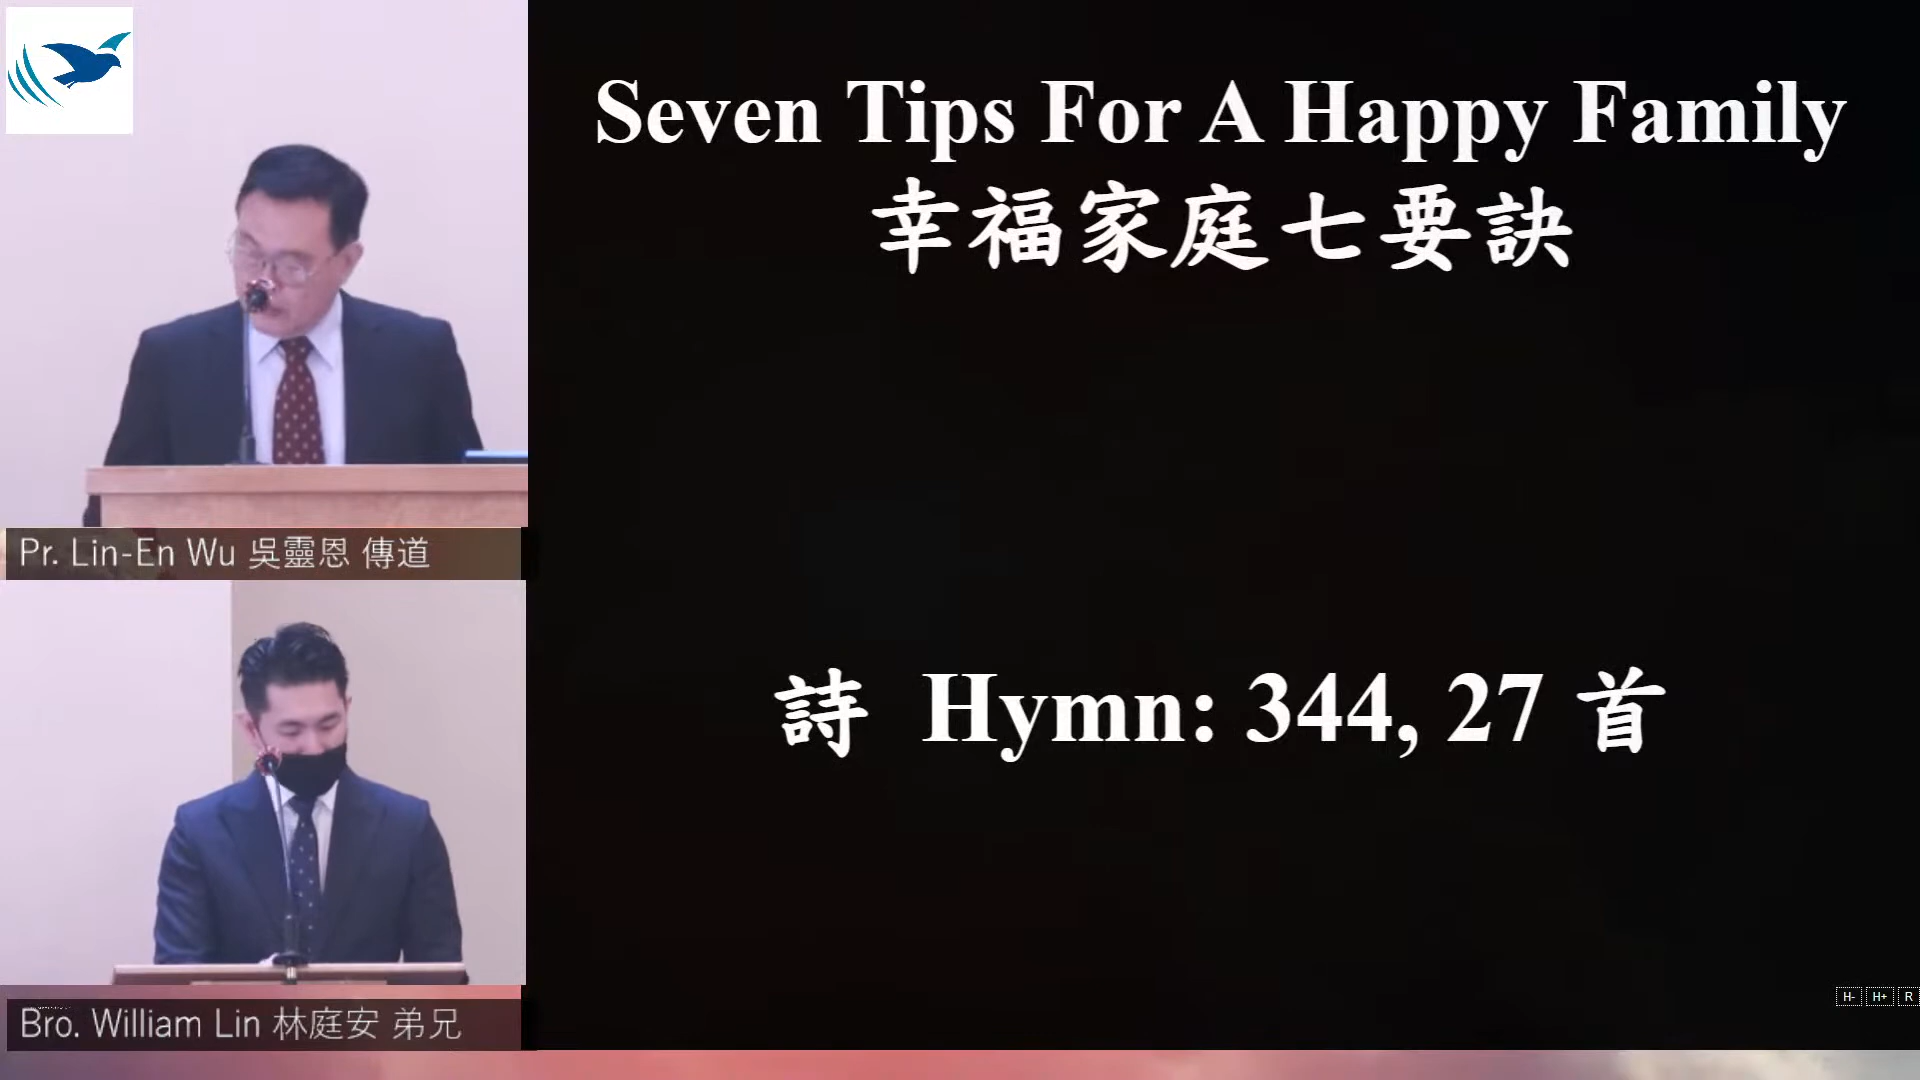 Seven Tips For A Happy Family
幸福家庭七要訣
Pr. Lin-En Wu 吳靈恩 傳道
詩 Hymn: 344, 27 首
H- H+ R
Bro. William Lin 林庭安 弟兄